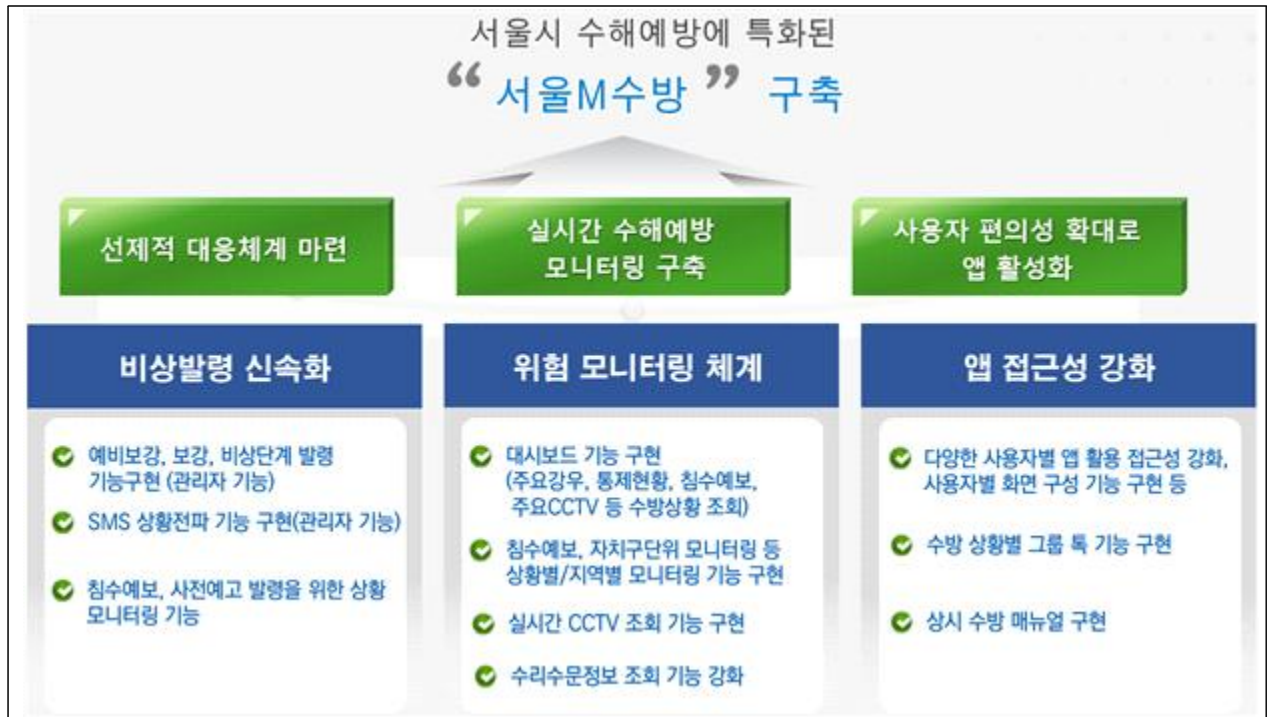 서울시 수해예방에 특화된
“서울M수방” 구축
선제적 대응체계 마련
실시간 수해예방
모니터링 구축
사용자 편의성 확대로
앱 활성화
비상발령 신속화
예비보강, 보강, 비상단계 발령
기능구현 (관리자 기능)
SMS 상황전파 기능 구현(관리자 기능)
침수예보, 사전예고 발령을 위한 상황
모니터링 기능
위험 모니터링 체계
대시보드 기능 구현
(주요강우, 통제현황, 침수예보,
주요CCTV 등 수방상황 조회)
침수예보, 자치구단위 모니터링 등
상황별/지역별 모니터링 기능 구현
실시간 CCTV 조회 기능 구현
수리수문정보 조회 기능 강화
앱 접근성 강화
다양한 사용자별 앱 활용 접근성 강화,
사용자별 화면 구성 기능 구현 등
수방 상황별 그룹 톡 기능 구현
상시 수방 매뉴얼 구현